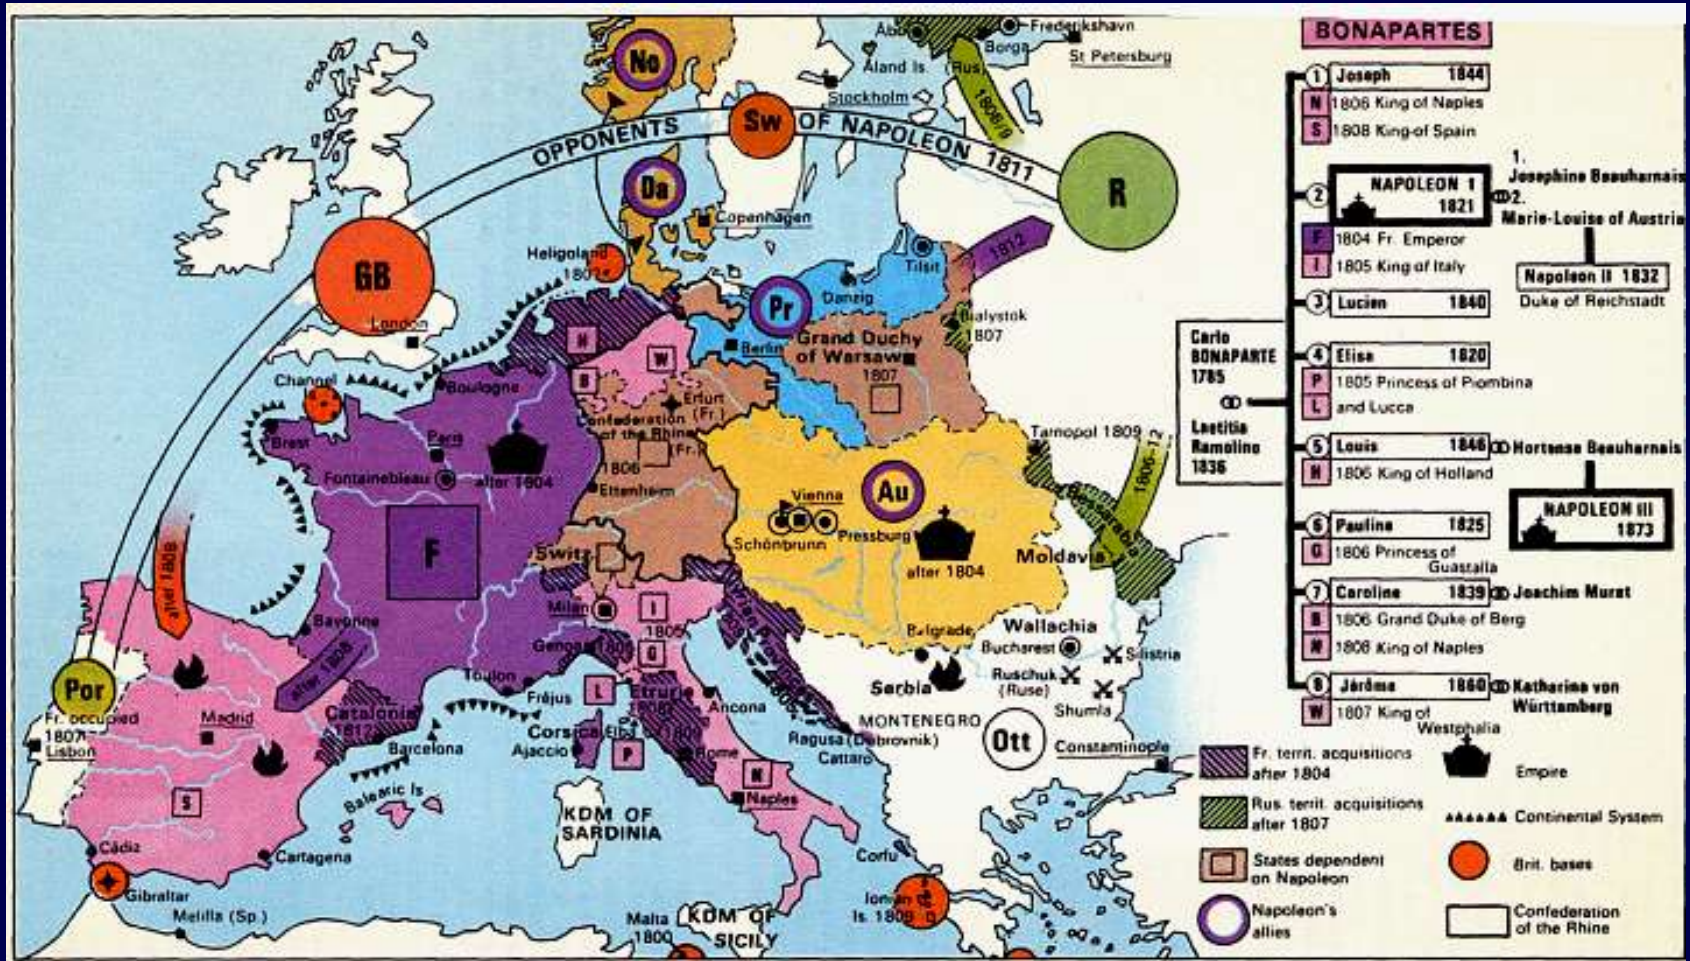 No
Åbo
Frederikshavn
Borga
St Petersburg
Åland Is.
(Rus)
1808/9
Stockholm
OPPONENTS
Sw
OF NAPOLEON 1811
R
Da
Copenhagen
Heligoland
1807
GB
London
1812
Tilsit
Danzig
Pr
Bialystok
1807
Berlin
Grand Duchy
of Warsaw
1807
H
W
B
Channel
Is.
Boulogne
Brest
Paris
Fontainebleau
after 1804
Erfurt
(Fr.)
Confederation
of the Rhine
(Fr.)
1806
Ettenheim
F
Tarnopol 1809
1806-12
Bessarabia
Moldavia
Au
Vienna
Schönbrunn
Pressburg
after 1804
Switz
after 1808
Milan
I
1805
Illyrian Provinces
1809
1805
Belgrade
Wallachia
Bucharest
Silistria
Ruschuk
(Ruse)
Shumla
Serbia
Bayonne
after 1808
Genoa 1805
G
Toulon
Fréjus
L
Etruria
1808
Ancona
Por
Fr. occupied
1807
Lisbon
Madrid
Catalonia
1812
Barcelona
Corsica
Elba
Ajaccio
P
1809
Rome
MONTENEGRO
Ragusa (Dubrovnik)
Cattaro
Ott
Constantinople
S
Balearic Is
N
Naples
KDM OF
SARDINIA
Cádiz
Cartagena
Corfu
Gibraltar
Melilla (Sp.)
Malta
1800
KDM OF
SICILY
Ionian
Is. 1809
BONAPARTES
1 Joseph 1844
N 1806 King of Naples
S 1808 King of Spain
2 NAPOLEON I
1821
1.
Josephine Beauharnais
2.
Marie-Louise of Austria
F 1804 Fr. Emperor
I 1805 King of Italy
Napoleon II 1832
Duke of Reichstadt
3 Lucien 1840
Carlo
BONAPARTE
1785
Laetitia
Ramolino
1836
4 Elisa 1820
P 1805 Princess of Piombina
L and Lucca
5 Louis 1846 Hortense Beauharnais
H 1806 King of Holland
NAPOLEON III
1873
6 Pauline 1825
G 1806 Princess of
Guastalla
7 Caroline 1839 Joachim Murat
B 1806 Grand Duke of Berg
N 1808 King of Naples
8 Jérôme 1860 Katharina von
Württemberg
W 1807 King of
Westphalia
Fr. territ. acquisitions
after 1804
Empire
Rus. territ. acquisitions
after 1807
Continental System
States dependent
on Napoleon
Brit. bases
Napoleon's
allies
Confederation
of the Rhine